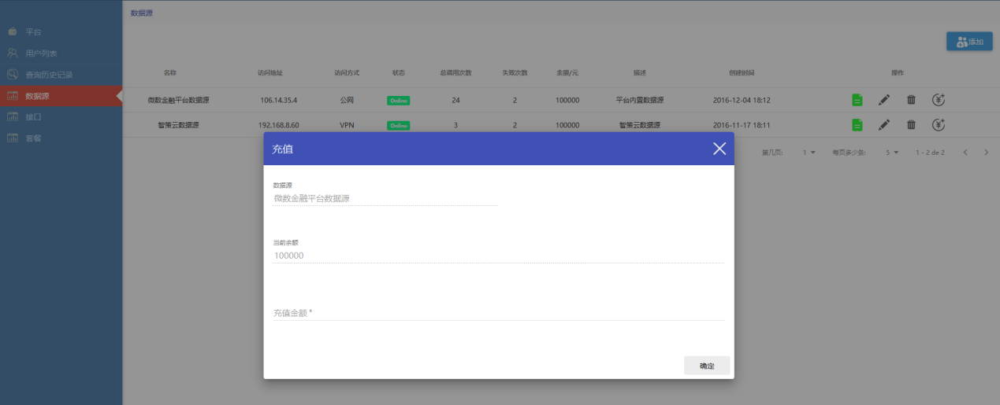 数据源
平台
用户列表
查询历史记录
数据源
接口
套餐
添加
名称 访问地址 访问方式 状态 总调用次数 失败次数 余额/元 描述 创建时间 操作
微数金融平台数据源 106.14.35.4 公网 Online 24 2 100000 平台内置数据源 2016-12-04 18:12
智策云数据源 192.168.8.60 VPN Online 3 2 100000 智策云数据源 2016-11-17 18:11
第几页: 1 每页多少条: 5 1 - 2 de 2
充值
数据源
微数金融平台数据源
当前余额
100000
充值金额 *
确定